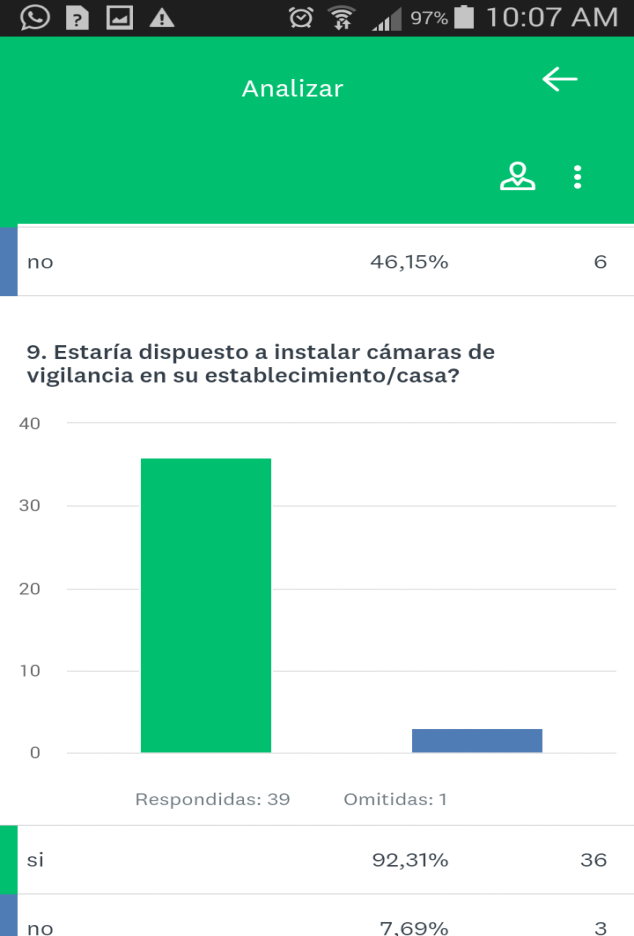 97% 10:07 AM
Analizar
no 46,15% 6
9. Estaría dispuesto a instalar cámaras de
vigilancia en su establecimiento/casa?
40
30
20
10
0
Respondidas: 39 Omitidas: 1
si 92,31% 36
no 7,69% 3